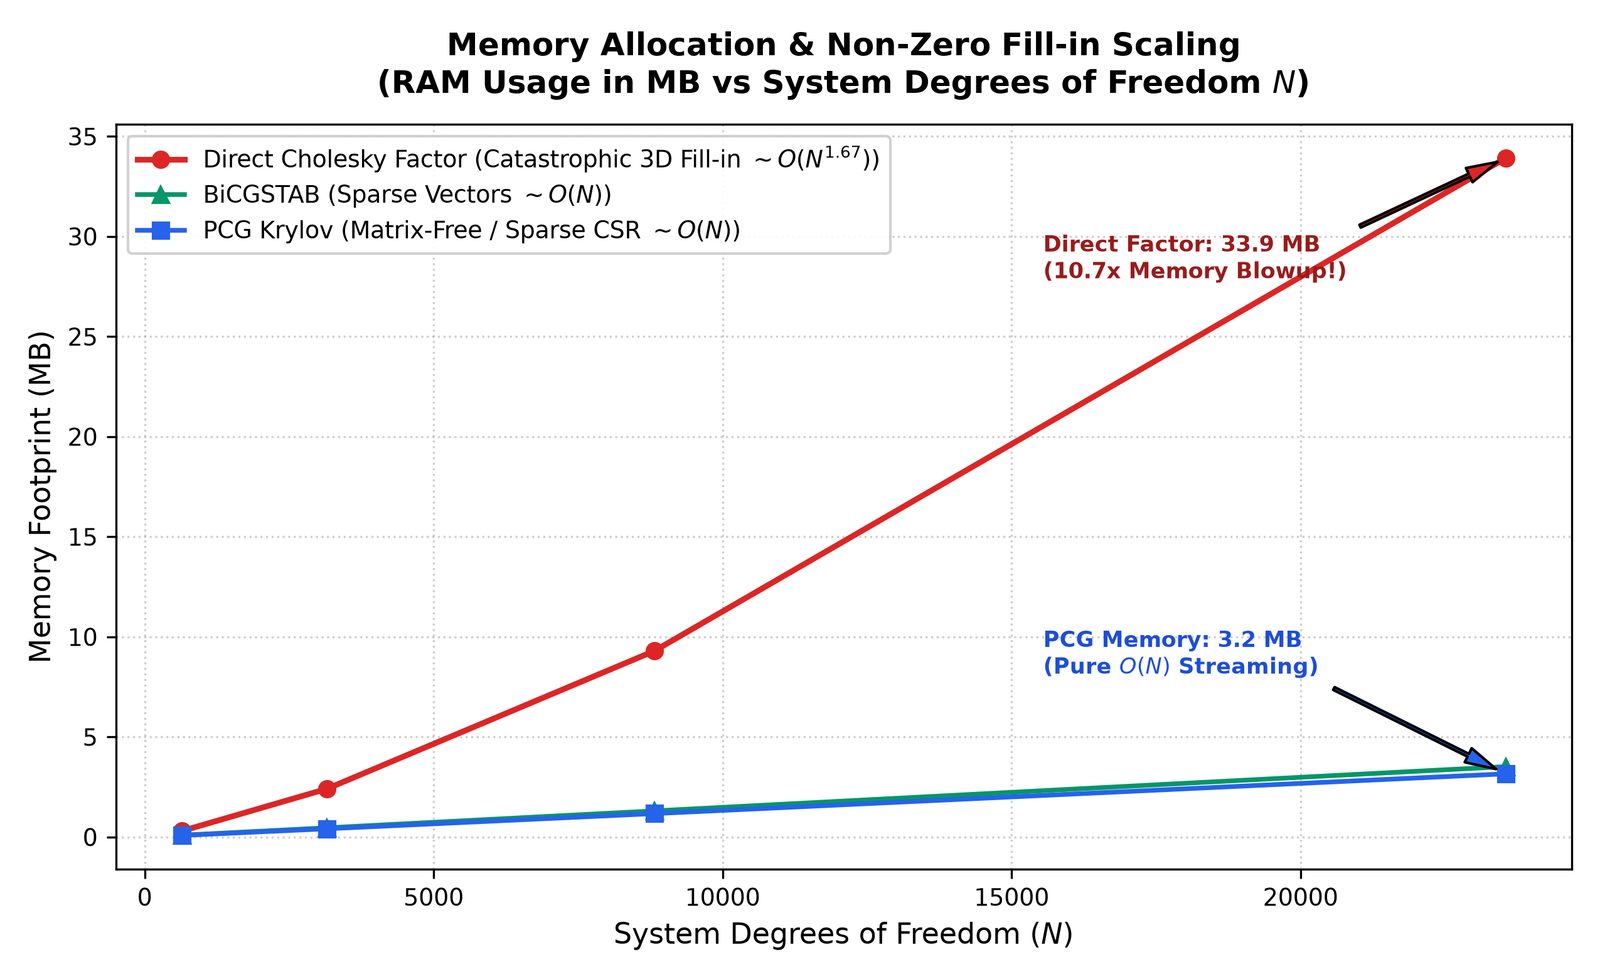 Memory Allocation & Non-Zero Fill-in Scaling
(RAM Usage in MB vs System Degrees of Freedom N)
35
30
25
20
15
10
5
0
Memory Footprint (MB)
Direct Cholesky Factor (Catastrophic 3D Fill-in ~O(N^1.67))
BiCGSTAB (Sparse Vectors ~O(N))
PCG Krylov (Matrix-Free / Sparse CSR ~O(N))
Direct Factor: 33.9 MB
(10.7x Memory Blowup!)
PCG Memory: 3.2 MB
(Pure O(N) Streaming)
0 5000 10000 15000 20000
System Degrees of Freedom (N)